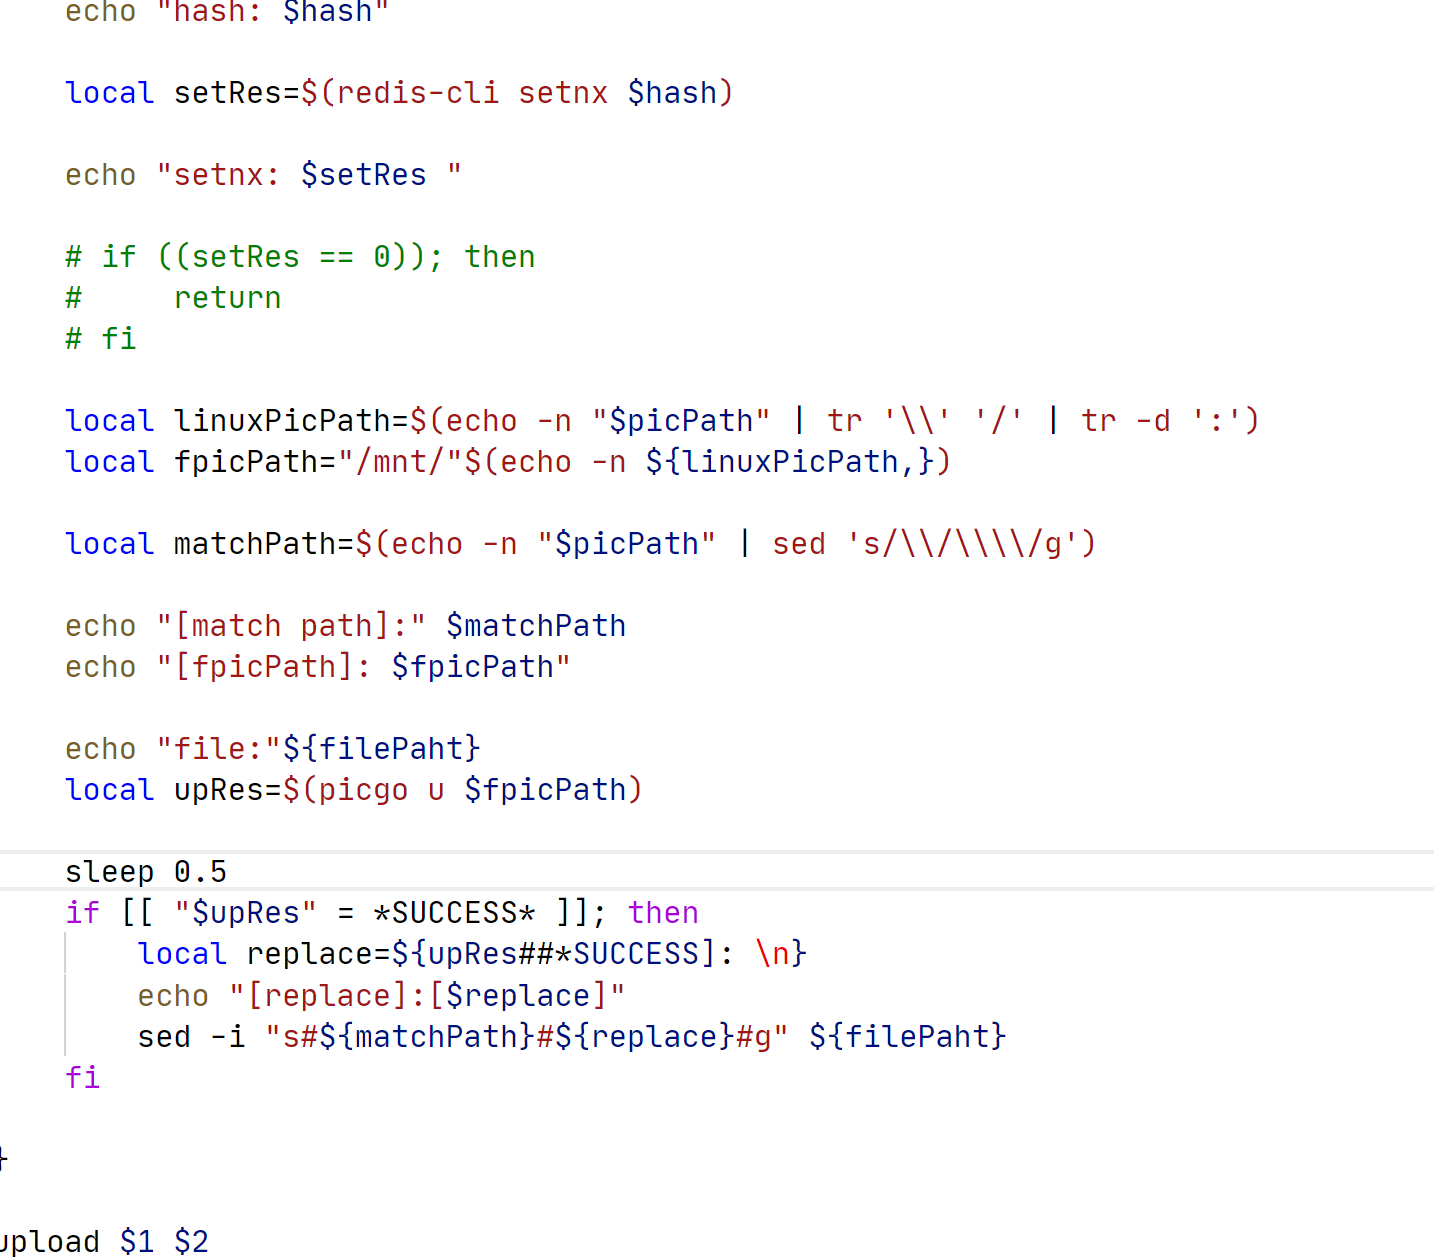 echo "hash: $hash"
local setRes=$(redis-cli setnx $hash)
echo "setnx: $setRes "
# if ((setRes == 0)); then
#     return
# fi
local linuxPicPath=$(echo -n "$picPath" | tr '\\' '/' | tr -d ':')
local fpicPath="/mnt/"$(echo -n ${linuxPicPath,})
local matchPath=$(echo -n "$picPath" | sed 's/\\/\\\\/g')
echo "[match path]:" $matchPath
echo "[fpicPath]: $fpicPath"
echo "file:"${filePaht}
local upRes=$(picgo u $fpicPath)
sleep 0.5
if [[ "$upRes" = *SUCCESS* ]]; then
    local replace=${upRes##*SUCCESS]: \n}
    echo "[replace]:[$replace]"
    sed -i "s#${matchPath}#${replace}#g" ${filePaht}
fi
}
upload $1 $2